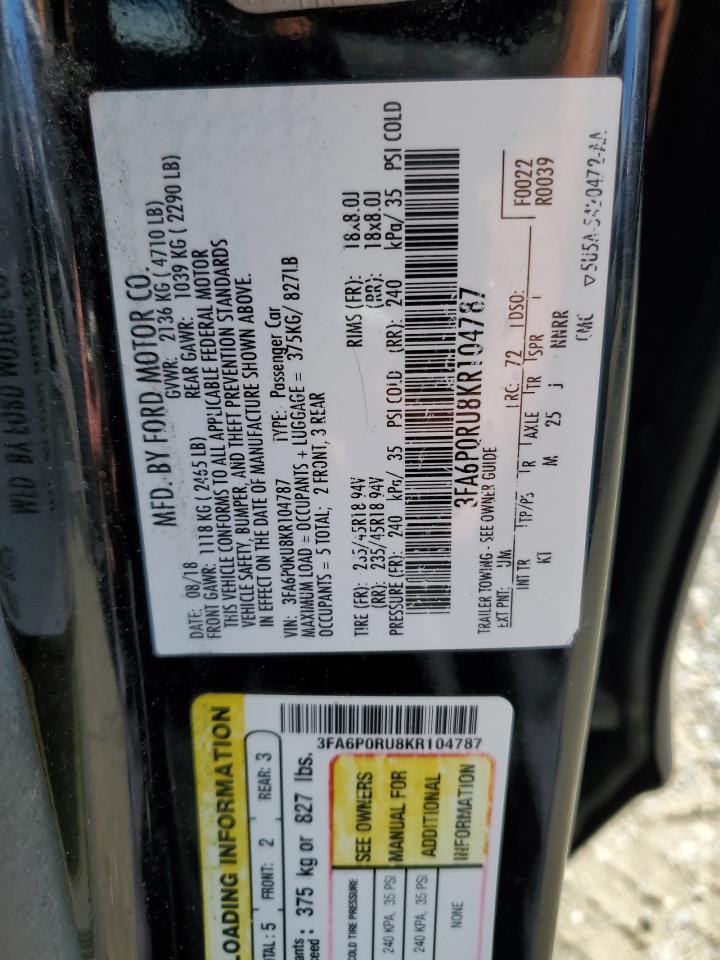 MFD. BY FORD MOTOR CO.
DATE: 08/18 GVWR: 2136 KG ( 4710 LB)
FRONT GAWR: 1118 KG ( 2465 LB) REAR GAWR: 1039 KG ( 2290 LB)
THIS VEHICLE CONFORMS TO ALL APPLICABLE FEDERAL MOTOR
VEHICLE SAFETY, BUMPER, AND THEFT PREVENTION STANDARDS
IN EFFECT ON THE DATE OF MANUFACTURE SHOWN ABOVE.
VIN: 3FA6P0RU8KR104787 TYPE: Passenger Car
MAXIMUM LOAD = OCCUPANTS + LUGGAGE = 375KG/ 827LB
OCCUPANTS = 5 TOTAL; 2 FRONT, 3 REAR
TIRE (FR): 235/45R18 94V RIMS (FR): 18x8.0J
(RR): 235/45R18 94V (RR): 18x8.0J
PRESSURE (FR): 240 kPa/ 35 PSI COLD (RR): 240 kPa/ 35 PSI COLD
3FA6P0RU8KR104787
TRAILER TOWING - SEE OWNER GUIDE
EXT PNT: UM RC: 72 DSO: F0022
R0039
INT TR TP/PS R AXLE TR SPR
KT M 25 J NNRR
5U5A-5420472-AA
LOADING INFORMATION
TOTAL: 5 FRONT: 2 REAR: 3
375 kg or 827 lbs.
3FA6P0RU8KR104787
COLD TIRE PRESSURE
240 KPA, 35 PSI
240 KPA, 35 PSI
NONE
SEE OWNERS
MANUAL FOR
ADDITIONAL
INFORMATION